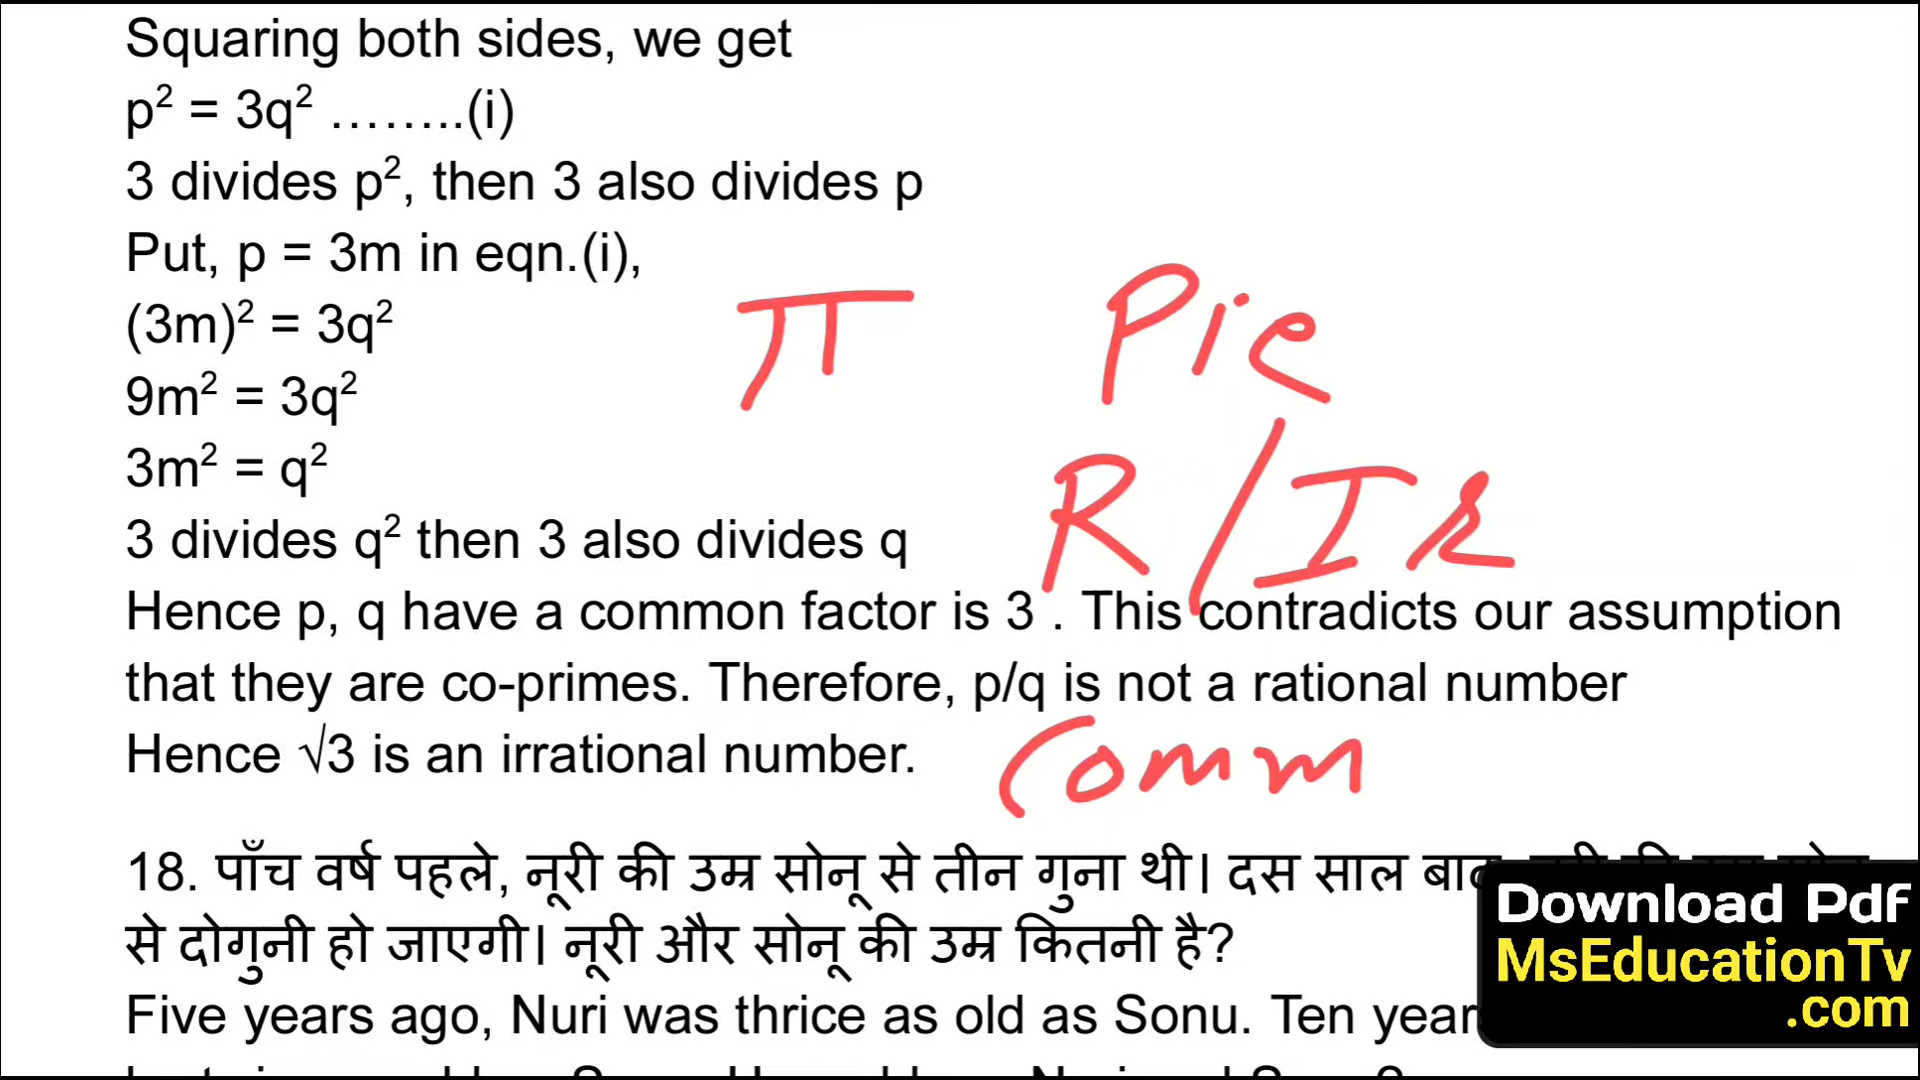 Squaring both sides, we get
p² = 3q² ........(i)
3 divides p², then 3 also divides p
Put, p = 3m in eqn.(i),
(3m)² = 3q²
9m² = 3q²
3m² = q²
3 divides q² then 3 also divides q
Hence p, q have a common factor is 3 . This contradicts our assumption
that they are co-primes. Therefore, p/q is not a rational number
Hence √3 is an irrational number.
π Pie
R/Ir
Comm
18. पाँच वर्ष पहले, नूरी की उम्र सोनू से तीन गुना थी। दस साल
से दोगुनी हो जाएगी। नूरी और सोनू की उम्र कितनी है?
Five years ago, Nuri was thrice as old as Sonu. Ten year
Download Pdf
MsEducationTv
.com